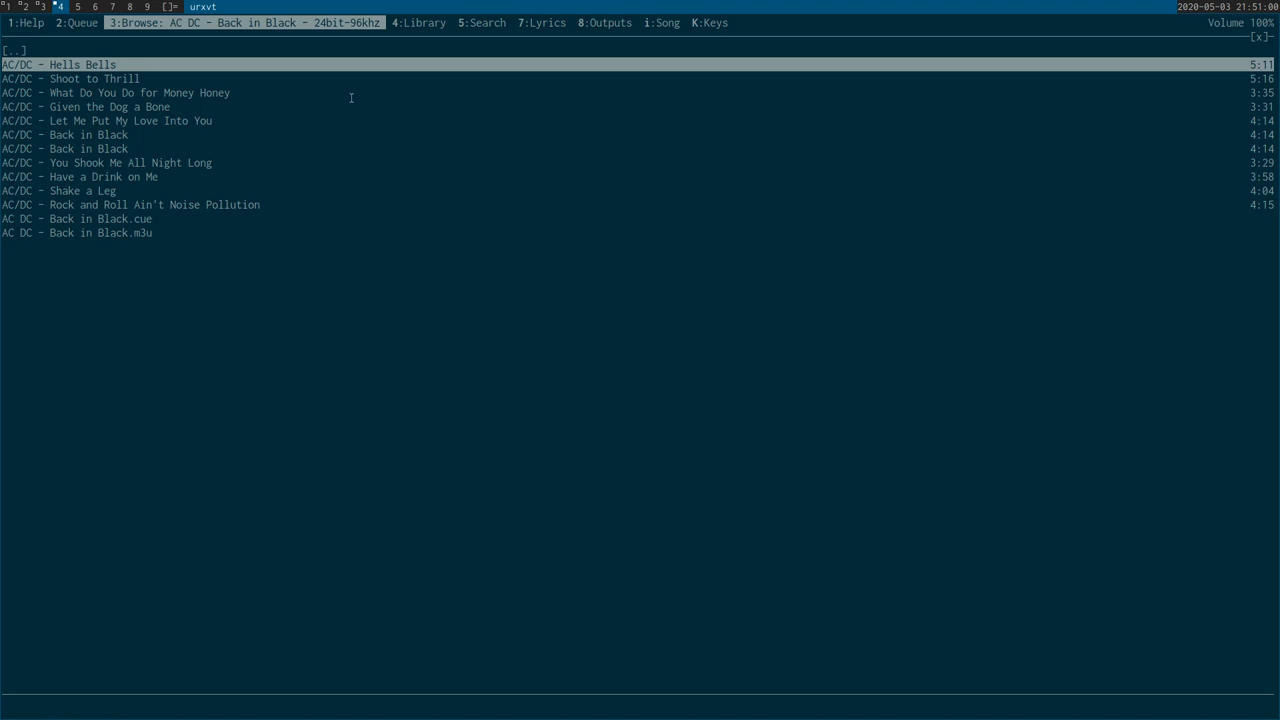 1 2 3 4 5 6 7 8 9 []= urxvt 2020-05-03 21:51:00
1:Help 2:Queue 3:Browse: AC DC - Back in Black - 24bit-96khz 4:Library 5:Search 7:Lyrics 8:Outputs i:Song K:Keys Volume 100%
[x]
[..]
AC/DC - Hells Bells 5:11
AC/DC - Shoot to Thrill 5:16
AC/DC - What Do You Do for Money Honey 3:35
AC/DC - Given the Dog a Bone 3:31
AC/DC - Let Me Put My Love Into You 4:14
AC/DC - Back in Black 4:14
AC/DC - Back in Black 4:14
AC/DC - You Shook Me All Night Long 3:29
AC/DC - Have a Drink on Me 3:58
AC/DC - Shake a Leg 4:04
AC/DC - Rock and Roll Ain't Noise Pollution 4:15
AC DC - Back in Black.cue
AC DC - Back in Black.m3u